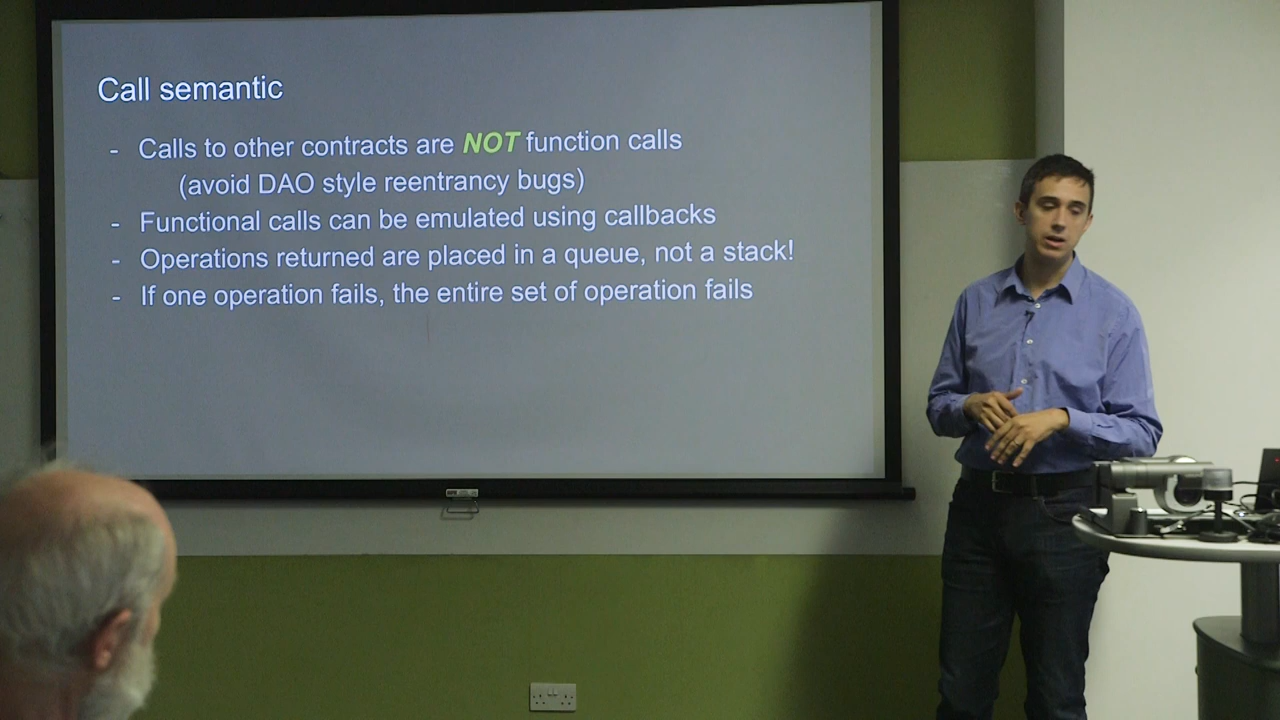 Call semantic
- Calls to other contracts are NOT function calls
(avoid DAO style reentrancy bugs)
- Functional calls can be emulated using callbacks
- Operations returned are placed in a queue, not a stack!
- If one operation fails, the entire set of operation fails